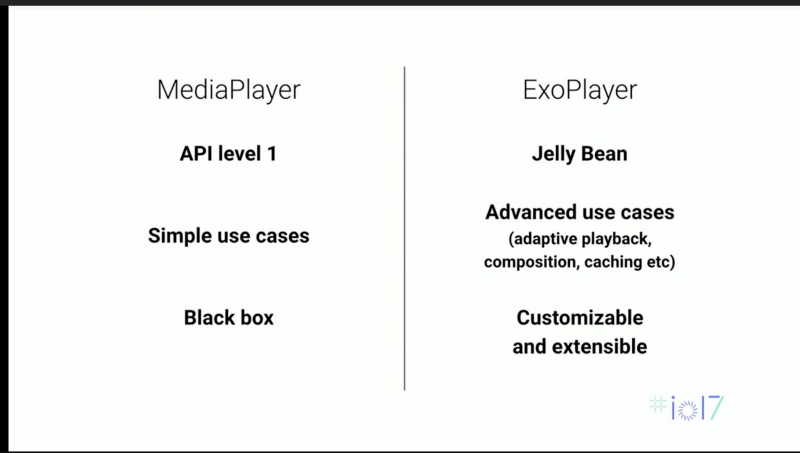 MediaPlayer
API level 1
Simple use cases
Black box
ExoPlayer
Jelly Bean
Advanced use cases
(adaptive playback,
composition, caching etc)
Customizable
and extensible
#io17